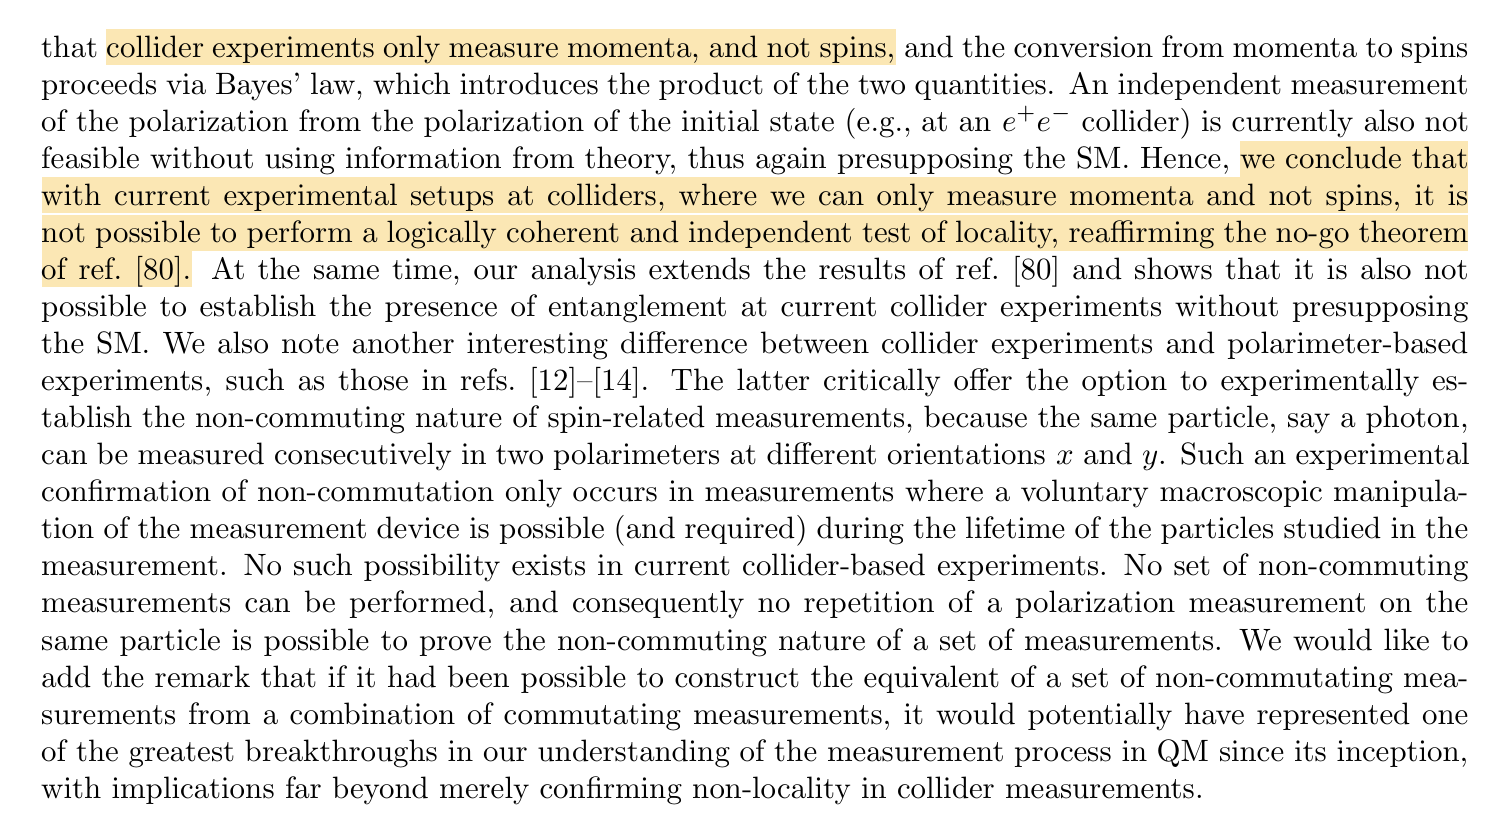 that collider experiments only measure momenta, and not spins, and the conversion from momenta to spins
proceeds via Bayes' law, which introduces the product of the two quantities. An independent measurement
of the polarization from the polarization of the initial state (e.g., at an e⁺e⁻ collider) is currently also not
feasible without using information from theory, thus again presupposing the SM. Hence, we conclude that
with current experimental setups at colliders, where we can only measure momenta and not spins, it is
not possible to perform a logically coherent and independent test of locality, reaffirming the no-go theorem
of ref. [80]. At the same time, our analysis extends the results of ref. [80] and shows that it is also not
possible to establish the presence of entanglement at current collider experiments without presupposing
the SM. We also note another interesting difference between collider experiments and polarimeter-based
experiments, such as those in refs. [12]–[14]. The latter critically offer the option to experimentally es-
tablish the non-commuting nature of spin-related measurements, because the same particle, say a photon,
can be measured consecutively in two polarimeters at different orientations x and y. Such an experimental
confirmation of non-commutation only occurs in measurements where a voluntary macroscopic manipula-
tion of the measurement device is possible (and required) during the lifetime of the particles studied in the
measurement. No such possibility exists in current collider-based experiments. No set of non-commuting
measurements can be performed, and consequently no repetition of a polarization measurement on the
same particle is possible to prove the non-commuting nature of a set of measurements. We would like to
add the remark that if it had been possible to construct the equivalent of a set of non-commutating mea-
surements from a combination of commutating measurements, it would potentially have represented one
of the greatest breakthroughs in our understanding of the measurement process in QM since its inception,
with implications far beyond merely confirming non-locality in collider measurements.